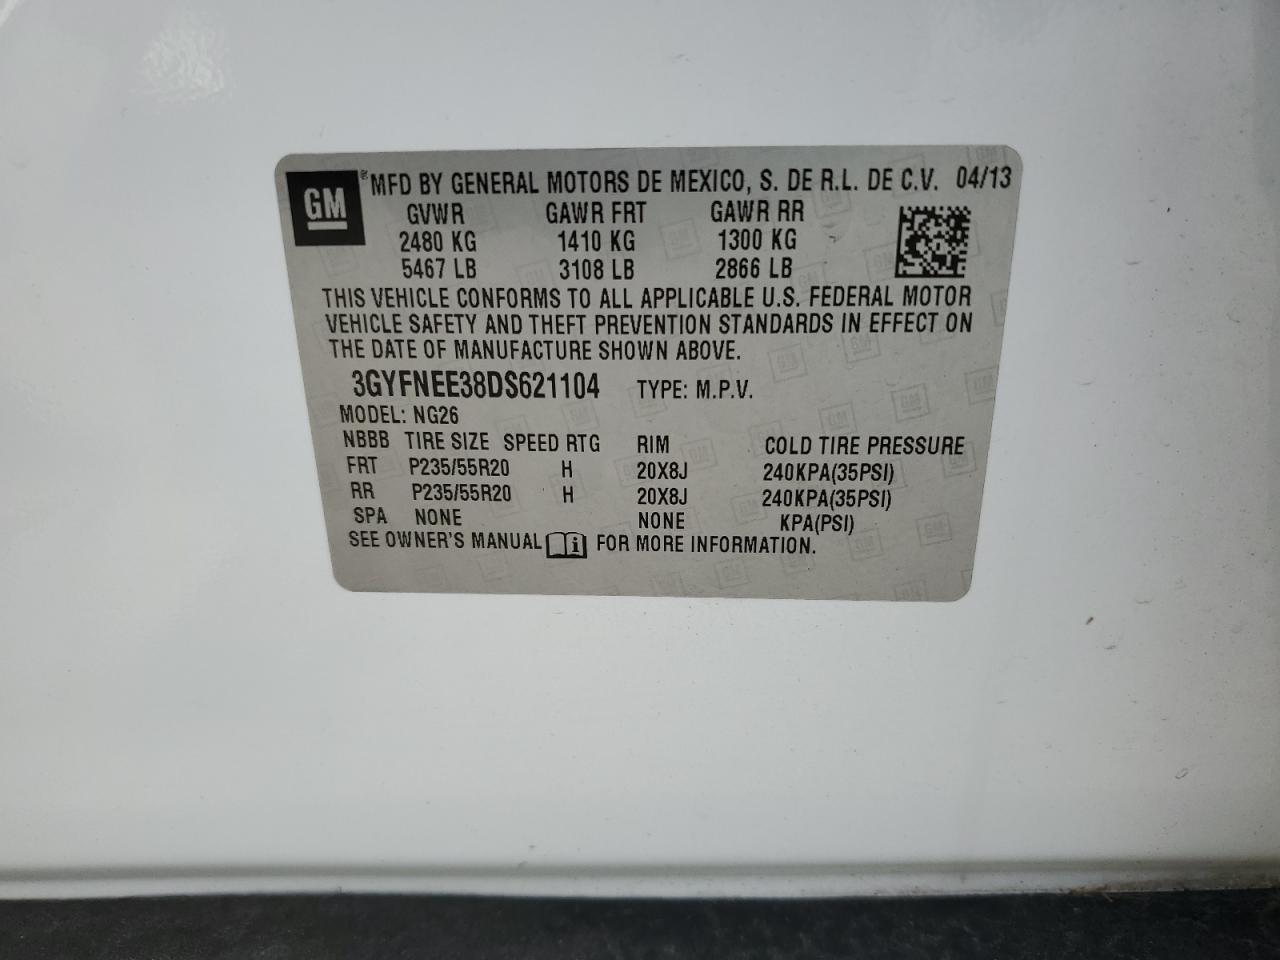 GM ® MFD BY GENERAL MOTORS DE MEXICO, S. DE R.L. DE C.V. 04/13
GVWR GAWR FRT GAWR RR
2480 KG 1410 KG 1300 KG
5467 LB 3108 LB 2866 LB
THIS VEHICLE CONFORMS TO ALL APPLICABLE U.S. FEDERAL MOTOR
VEHICLE SAFETY AND THEFT PREVENTION STANDARDS IN EFFECT ON
THE DATE OF MANUFACTURE SHOWN ABOVE.
3GYFNEE38DS621104 TYPE: M.P.V.
MODEL: NG26
NBBB TIRE SIZE SPEED RTG RIM COLD TIRE PRESSURE
FRT P235/55R20 H 20X8J 240KPA(35PSI)
RR P235/55R20 H 20X8J 240KPA(35PSI)
SPA NONE NONE KPA(PSI)
SEE OWNER'S MANUAL i FOR MORE INFORMATION.